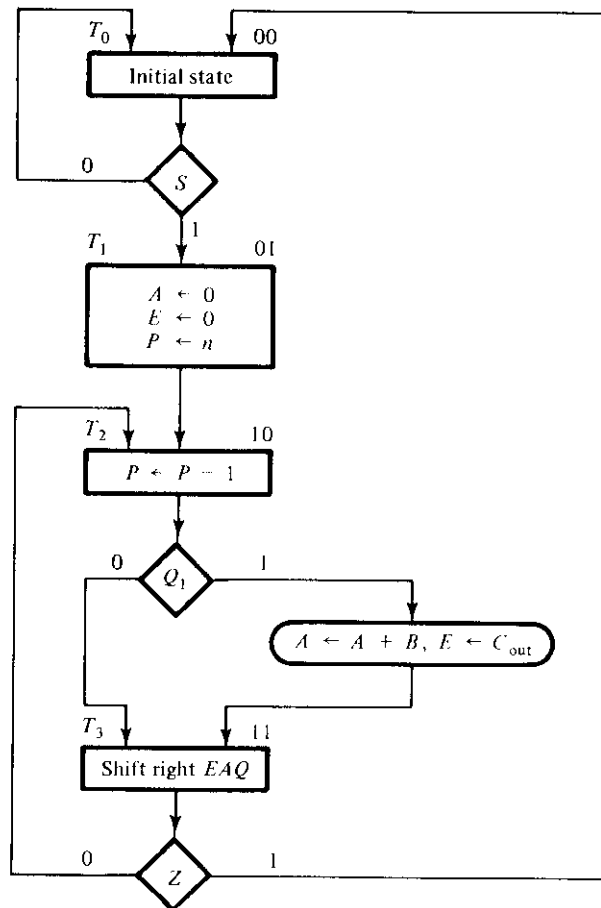 T₀ 00
Initial state
0 S
1
T₁ 01
A ← 0
E ← 0
P ← n
T₂ 10
P ← P − 1
0 Q₁ 1
A ← A + B, E ← C_out
T₃ 11
Shift right EAQ
0 Z 1